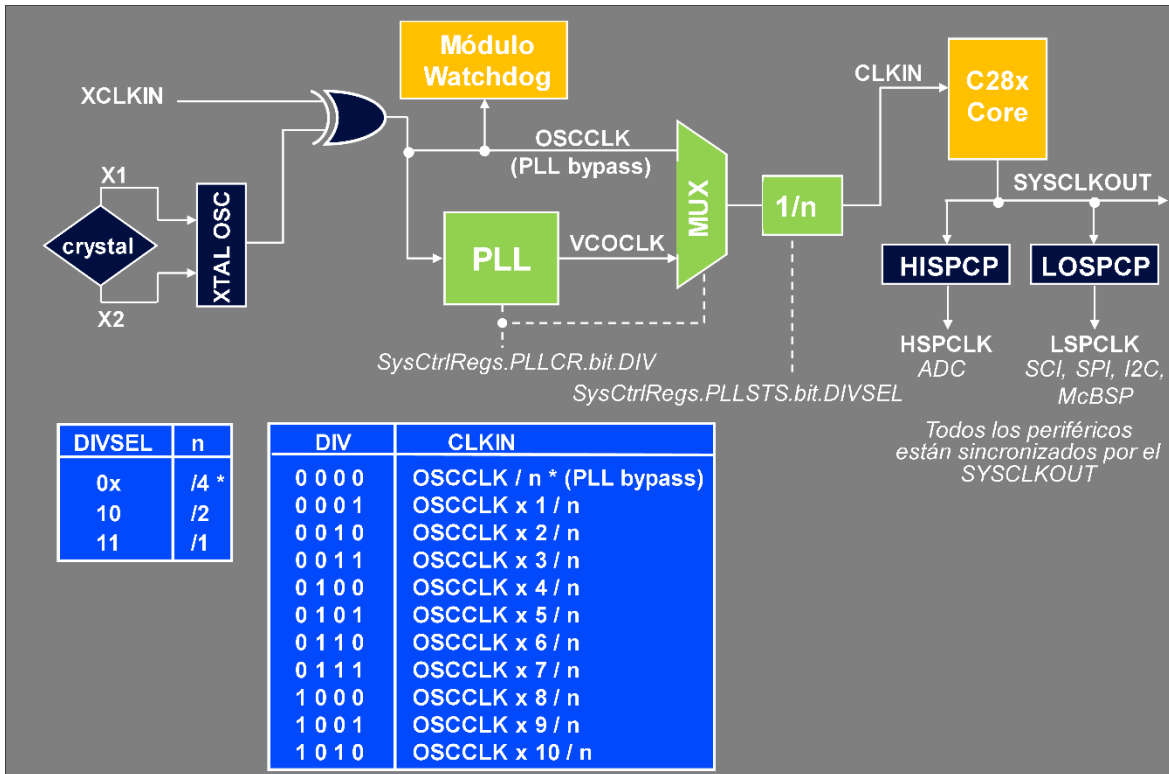 Módulo
Watchdog
XCLKIN
CLKIN
C28x
Core
OSCCLK
(PLL bypass)
X1
crystal
X2
XTAL OSC
PLL
VCOCLK
MUX
1/n
SYSCLKOUT
HISPCP
LOSPCP
HSPCLK
ADC
LSPCLK
SCI, SPI, I2C,
McBSP
SysCtrlRegs.PLLCR.bit.DIV
SysCtrlRegs.PLLSTS.bit.DIVSEL
Todos los periféricos
están sincronizados por el
SYSCLKOUT
DIVSEL n
0x /4 *
10 /2
11 /1
DIV CLKIN
0 0 0 0 OSCCLK / n * (PLL bypass)
0 0 0 1 OSCCLK x 1 / n
0 0 1 0 OSCCLK x 2 / n
0 0 1 1 OSCCLK x 3 / n
0 1 0 0 OSCCLK x 4 / n
0 1 0 1 OSCCLK x 5 / n
0 1 1 0 OSCCLK x 6 / n
0 1 1 1 OSCCLK x 7 / n
1 0 0 0 OSCCLK x 8 / n
1 0 0 1 OSCCLK x 9 / n
1 0 1 0 OSCCLK x 10 / n